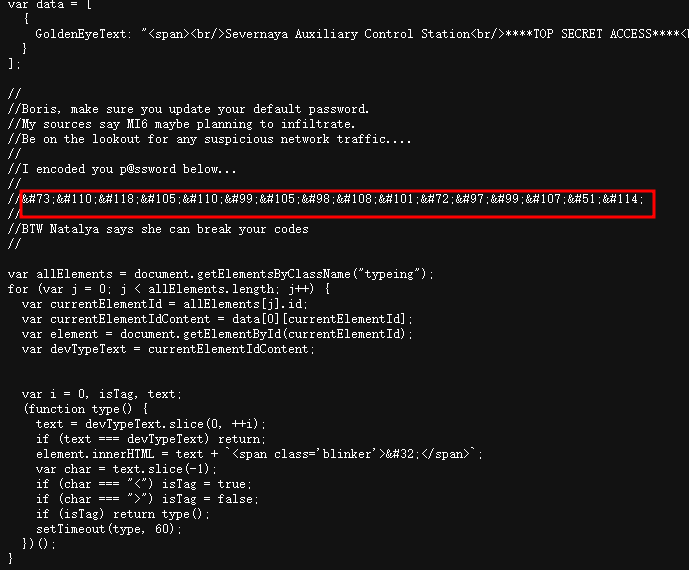 var data = [
  {
    GoldenEyeText: "<span><br/>Severnaya Auxiliary Control Station<br/>****TOP SECRET ACCESS****<
  }
];

//
//Boris, make sure you update your default password.
//My sources say MI6 maybe planning to infiltrate.
//Be on the lookout for any suspicious network traffic....
//
//I encoded you p@ssword below...
//
//&#73;&#110;&#118;&#105;&#110;&#99;&#105;&#98;&#108;&#101;&#72;&#97;&#99;&#107;&#51;&#114;
//
//BTW Natalya says she can break your codes
//

var allElements = document.getElementsByClassName("typeing");
for (var j = 0; j < allElements.length; j++) {
  var currentElementId = allElements[j].id;
  var currentElementIdContent = data[0][currentElementId];
  var element = document.getElementById(currentElementId);
  var devTypeText = currentElementIdContent;


  var i = 0, isTag, text;
  (function type() {
    text = devTypeText.slice(0, ++i);
    if (text === devTypeText) return;
    element.innerHTML = text + `<span class='blinker'>&#32;</span>`;
    var char = text.slice(-1);
    if (char === "<") isTag = true;
    if (char === ">") isTag = false;
    if (isTag) return type();
    setTimeout(type, 60);
  })();
}